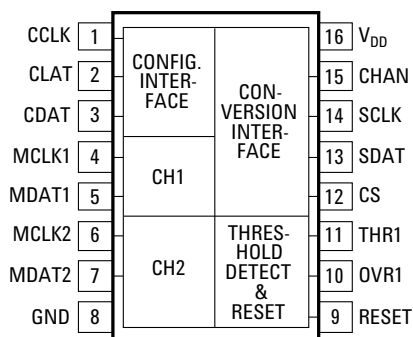 CCLK 1
CLAT 2
CDAT 3
MCLK1 4
MDAT1 5
MCLK2 6
MDAT2 7
GND 8
CONFIG.
INTER-
FACE
CH1
CH2
CON-
VERSION
INTER-
FACE
THRES-
HOLD
DETECT
&
RESET
16 VDD
15 CHAN
14 SCLK
13 SDAT
12 CS
11 THR1
10 OVR1
9 RESET